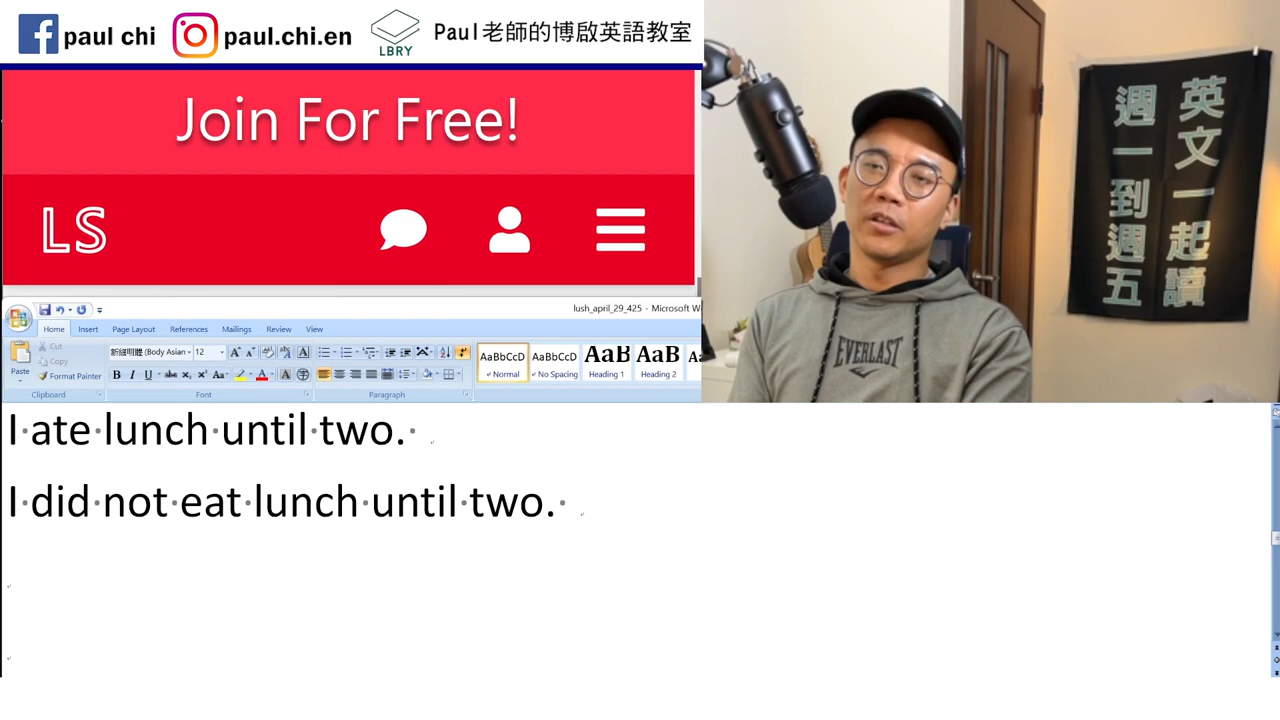 paul chi
paul.chi.en
LBRY
Paul老師的博啟英語教室
Join For Free!
LS
英文一起讀
週一到週五
EVERLAST
lush_april_29_425 - Microsoft W
Home Insert Page Layout References Mailings Review View
Paste
Cut
Copy
Format Painter
Clipboard
新細明體 (Body Asian 12
Font
Paragraph
AaBbCcD
Normal
AaBbCcD
No Spacing
AaB
Heading 1
AaB
Heading 2
I ate lunch until two.
I did not eat lunch until two.